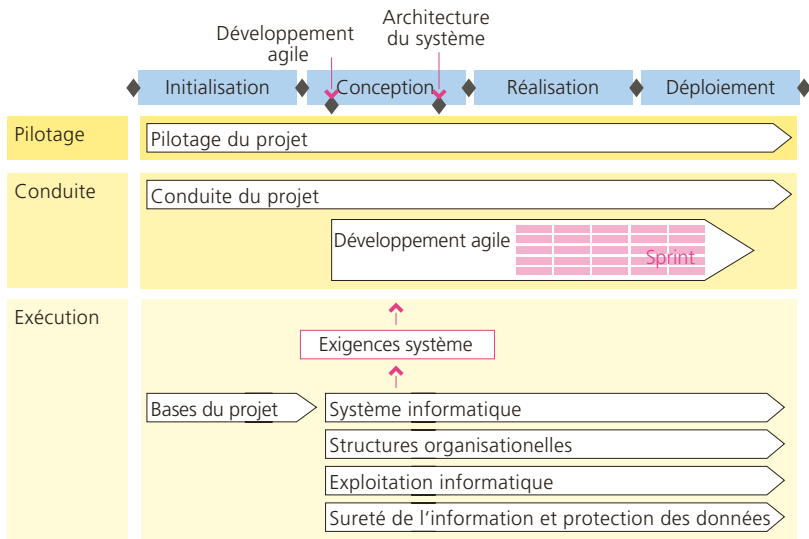 Développement
agile
Architecture
du système
Initialisation
Conception
Réalisation
Déploiement
Pilotage
Pilotage du projet
Conduite
Conduite du projet
Développement agile
Sprint
Exécution
Exigences système
Bases du projet
Système informatique
Structures organisationelles
Exploitation informatique
Sureté de l'information et protection des données